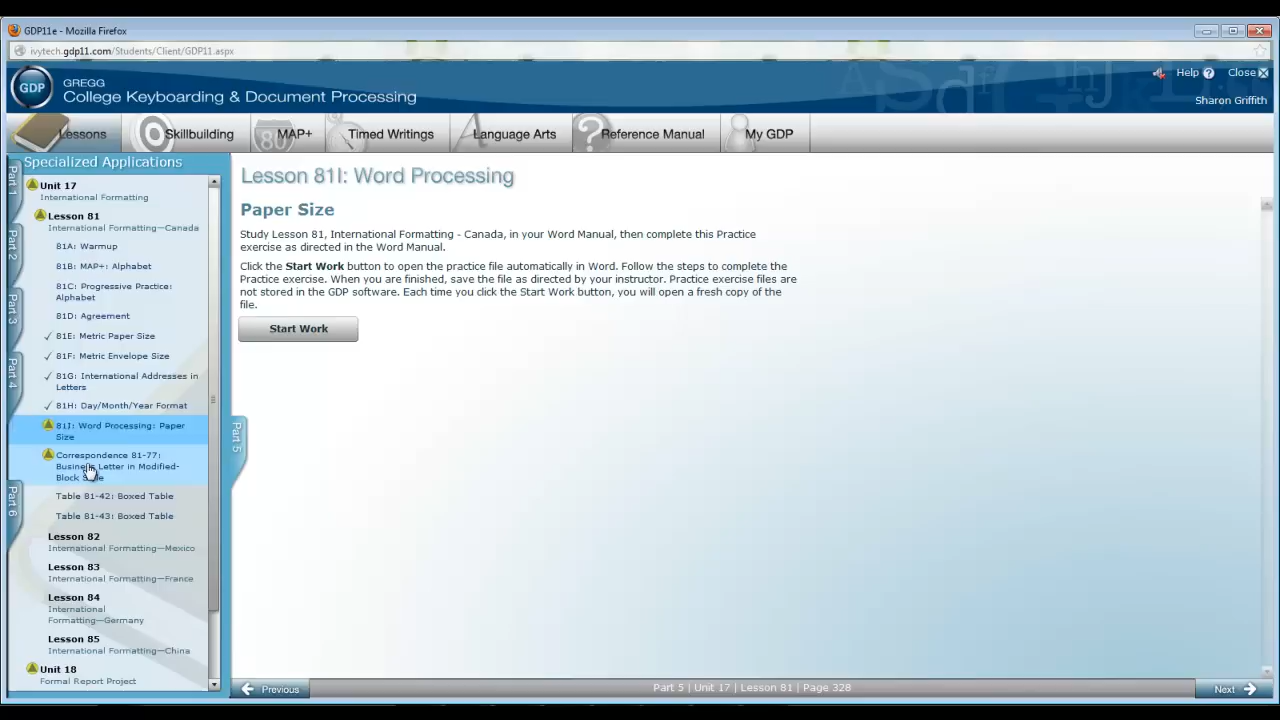 GDP11e - Mozilla Firefox
ivytech.gdp11.com/Students/Client/GDP11.aspx
GDP
GREGG
College Keyboarding & Document Processing
Help ? Close
Sharon Griffith
Lessons
Skillbuilding
MAP+
Timed Writings
Language Arts
Reference Manual
My GDP
Specialized Applications
Part 1
Part 2
Part 3
Part 4
Part 6
Part 5
Unit 17
International Formatting
Lesson 81
International Formatting—Canada
81A: Warmup
81B: MAP+: Alphabet
81C: Progressive Practice:
Alphabet
81D: Agreement
81E: Metric Paper Size
81F: Metric Envelope Size
81G: International Addresses in
Letters
81H: Day/Month/Year Format
81I: Word Processing: Paper
Size
Correspondence 81-77:
Business Letter in Modified-
Block Style
Table 81-42: Boxed Table
Table 81-43: Boxed Table
Lesson 82
International Formatting—Mexico
Lesson 83
International Formatting—France
Lesson 84
International
Formatting—Germany
Lesson 85
International Formatting—China
Unit 18
Formal Report Project
Lesson 81I: Word Processing
Paper Size
Study Lesson 81, International Formatting - Canada, in your Word Manual, then complete this Practice
exercise as directed in the Word Manual.
Click the Start Work button to open the practice file automatically in Word. Follow the steps to complete the
Practice exercise. When you are finished, save the file as directed by your instructor. Practice exercise files are
not stored in the GDP software. Each time you click the Start Work button, you will open a fresh copy of the
file.
Start Work
Previous
Part 5 | Unit 17 | Lesson 81 | Page 328
Next